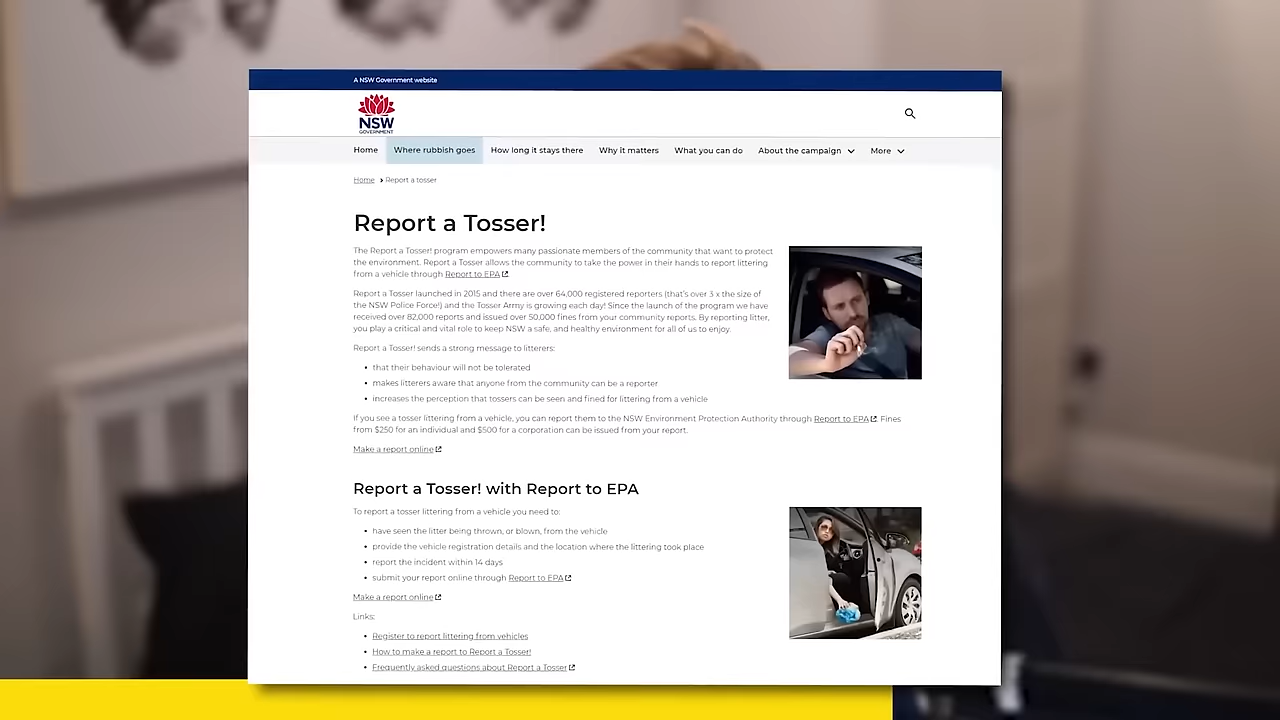 A NSW Government website
NSW
GOVERNMENT
Home
Where rubbish goes
How long it stays there
Why it matters
What you can do
About the campaign
More
Home > Report a tosser
Report a Tosser!
The Report a Tosser! program empowers many passionate members of the community that want to protect
the environment. Report a Tosser allows the community to take the power in their hands to report littering
from a vehicle through Report to EPA
Report a Tosser launched in 2015 and there are over 64,000 registered reporters (that's over 3 x the size of
the NSW Police Force!) and the Tosser Army is growing each day! Since the launch of the program we have
received over 82,000 reports and issued over 50,000 fines from your community reports. By reporting litter,
you play a critical and vital role to keep NSW a safe, and healthy environment for all of us to enjoy.
Report a Tosser! sends a strong message to litterers:
• that their behaviour will not be tolerated
• makes litterers aware that anyone from the community can be a reporter
• increases the perception that tossers can be seen and fined for littering from a vehicle
If you see a tosser littering from a vehicle, you can report them to the NSW Environment Protection Authority through Report to EPA. Fines
from $250 for an individual and $500 for a corporation can be issued from your report.
Make a report online
Report a Tosser! with Report to EPA
To report a tosser littering from a vehicle you need to:
• have seen the litter being thrown, or blown, from the vehicle
• provide the vehicle registration details and the location where the littering took place
• report the incident within 14 days
• submit your report online through Report to EPA
Make a report online
Links:
• Register to report littering from vehicles
• How to make a report to Report a Tosser!
• Frequently asked questions about Report a Tosser